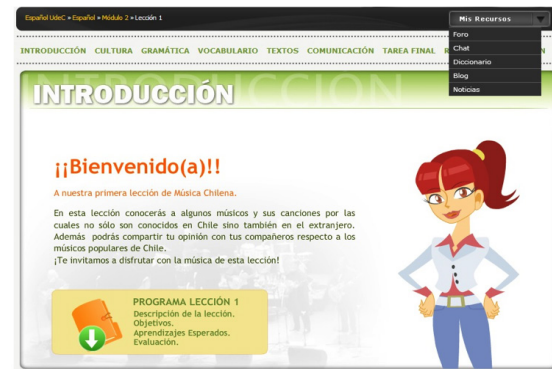 Español UdeC » Español » Módulo 2 » Lección 1
Mis Recursos
Foro
Chat
Diccionario
Blog
Noticias
INTRODUCCIÓN CULTURA GRAMÁTICA VOCABULARIO TEXTOS COMUNICACIÓN TAREA FINAL
INTRODUCCIÓN
¡¡Bienvenido(a)!!
A nuestra primera lección de Música Chilena.
En esta lección conocerás a algunos músicos y sus canciones por las
cuales no sólo son conocidos en Chile sino también en el extranjero.
Además podrás compartir tu opinión con tus compañeros respecto a los
músicos populares de Chile.
¡Te invitamos a disfrutar con la música de esta lección!
PROGRAMA LECCIÓN 1
Descripción de la lección.
Objetivos.
Aprendizajes Esperados.
Evaluación.